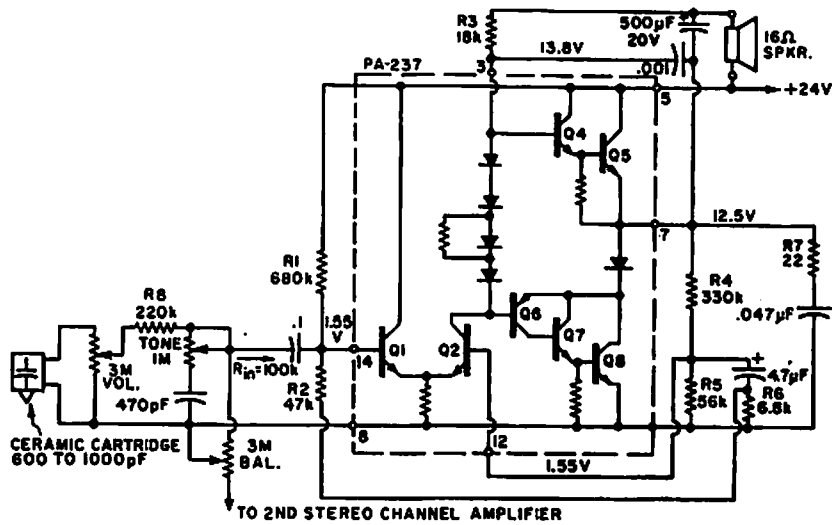 R3
18k
500µF
20V
16Ω
SPKR.
13.8V
.001
PA-237
3
5
+24V
Q4
Q5
12.5V
7
R7
22
R1
680k
R4
330k
.047µF
R8
220k
.1
1.55
V
Q6
Q7
Q8
TONE
1M
Rin=100k
14
Q1
Q2
+
3M
VOL.
R2
47k
R5
56k
4.7µF
R6
6.8k
470pF
8
12
CERAMIC CARTRIDGE
600 TO 1000pF
3M
BAL.
1.55V
TO 2ND STEREO CHANNEL AMPLIFIER